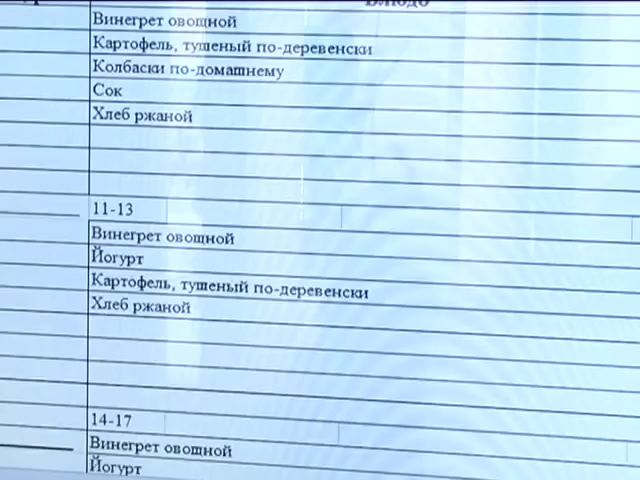 Блюдо
Винегрет овощной
Картофель, тушеный по-деревенски
Колбаски по-домашнему
Сок
Хлеб ржаной
11-13
Винегрет овощной
Йогурт
Картофель, тушеный по-деревенски
Хлеб ржаной
14-17
Винегрет овощной
Йогурт